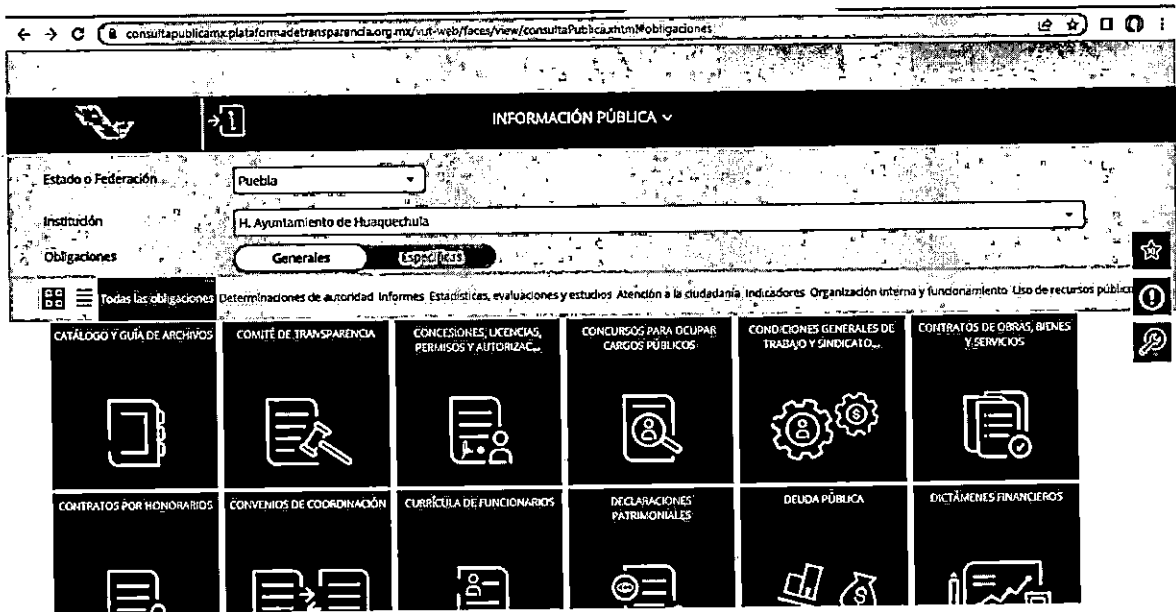 consultapublicamx.plataformadetransparencia.org.mx/vut-web/faces/view/consultaPublica.xhtml#obligaciones
INFORMACIÓN PÚBLICA
Estado o Federación
Puebla
Institución
H. Ayuntamiento de Huaquechula
Obligaciones
Generales
Específicas
Todas las obligaciones Determinaciones de autoridad Informes Estadísticas, evaluaciones y estudios Atención a la ciudadanía Indicadores Organización interna y funcionamiento Uso de recursos públic
CATÁLOGO Y GUÍA DE ARCHIVOS
COMITÉ DE TRANSPARENCIA
CONCESIONES, LICENCIAS,
PERMISOS Y AUTORIZAC...
CONCURSOS PARA OCUPAR
CARGOS PÚBLICOS
CONDICIONES GENERALES DE
TRABAJO Y SINDICATO...
CONTRATOS DE OBRAS, BIENES
Y SERVICIOS
CONTRATOS POR HONORARIOS
CONVENIOS DE COORDINACIÓN
CURRÍCULA DE FUNCIONARIOS
DECLARACIONES
PATRIMONIALES
DEUDA PÚBLICA
DICTÁMENES FINANCIEROS